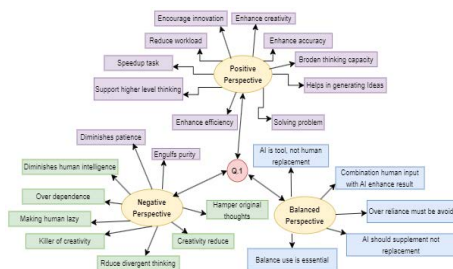 Encourage innovation
Enhance creativity
Reduce workload
Enhance accuracy
Speedup task
Broden thinking capacity
Positive
Perspective
Support higher level thinking
Helps in generating Ideas
Enhance efficiency
Solving problem
Diminishes patience
AI is tool, not human
replacement
Engulfs purity
Diminishes human intelligence
Q.1
Combination human input
with AI enhance result
Over dependence
Negative
Perspective
Hamper original
thoughts
Balanced
Perspective
Over reliance must be avoid
Making human lazy
Killer of creativity
Creativity reduce
AI should supplement not
replacement
Rduce divergent thinking
Balance use is essential